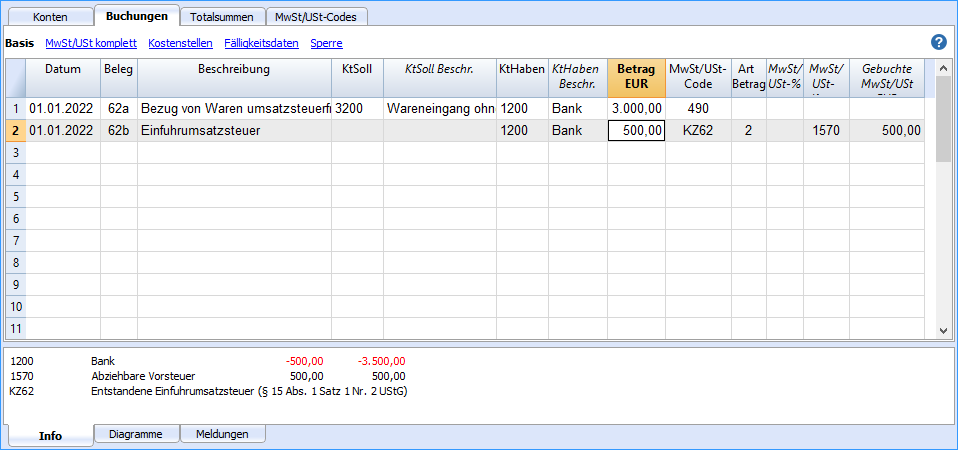 Konten Buchungen Totalsummen MwSt/USt-Codes
Basis MwSt/USt komplett Kostenstellen Fälligkeitsdaten Sperre ?
Datum Beleg Beschreibung KtSoll KtSoll Beschr. KtHaben KtHaben Beschr. Betrag EUR MwSt/USt-Code Art Betrag MwSt/USt-% MwSt/USt- Gebuchte MwSt/USt
1 01.01.2022 62a Bezug von Waren umsatzsteuerfr 3200 Wareneingang ohn 1200 Bank 3.000,00 490
2 01.01.2022 62b Einfuhrumsatzsteuer 1200 Bank 500,00 KZ62 2 1570 500,00
3
4
5
6
7
8
9
10
11
1200 Bank -500,00 -3.500,00
1570 Abziehbare Vorsteuer 500,00 500,00
KZ62 Entstandene Einfuhrumsatzsteuer (§ 15 Abs. 1 Satz 1 Nr. 2 UStG)
Info Diagramme Meldungen